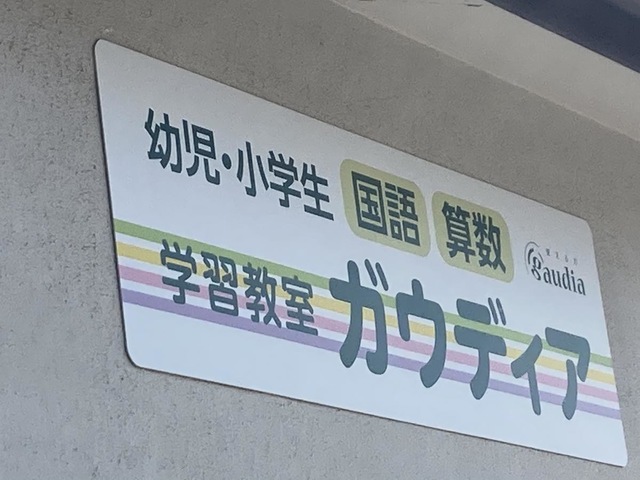 幼児・小学生 国語 算数
gaudia
学習教室 ガウディア